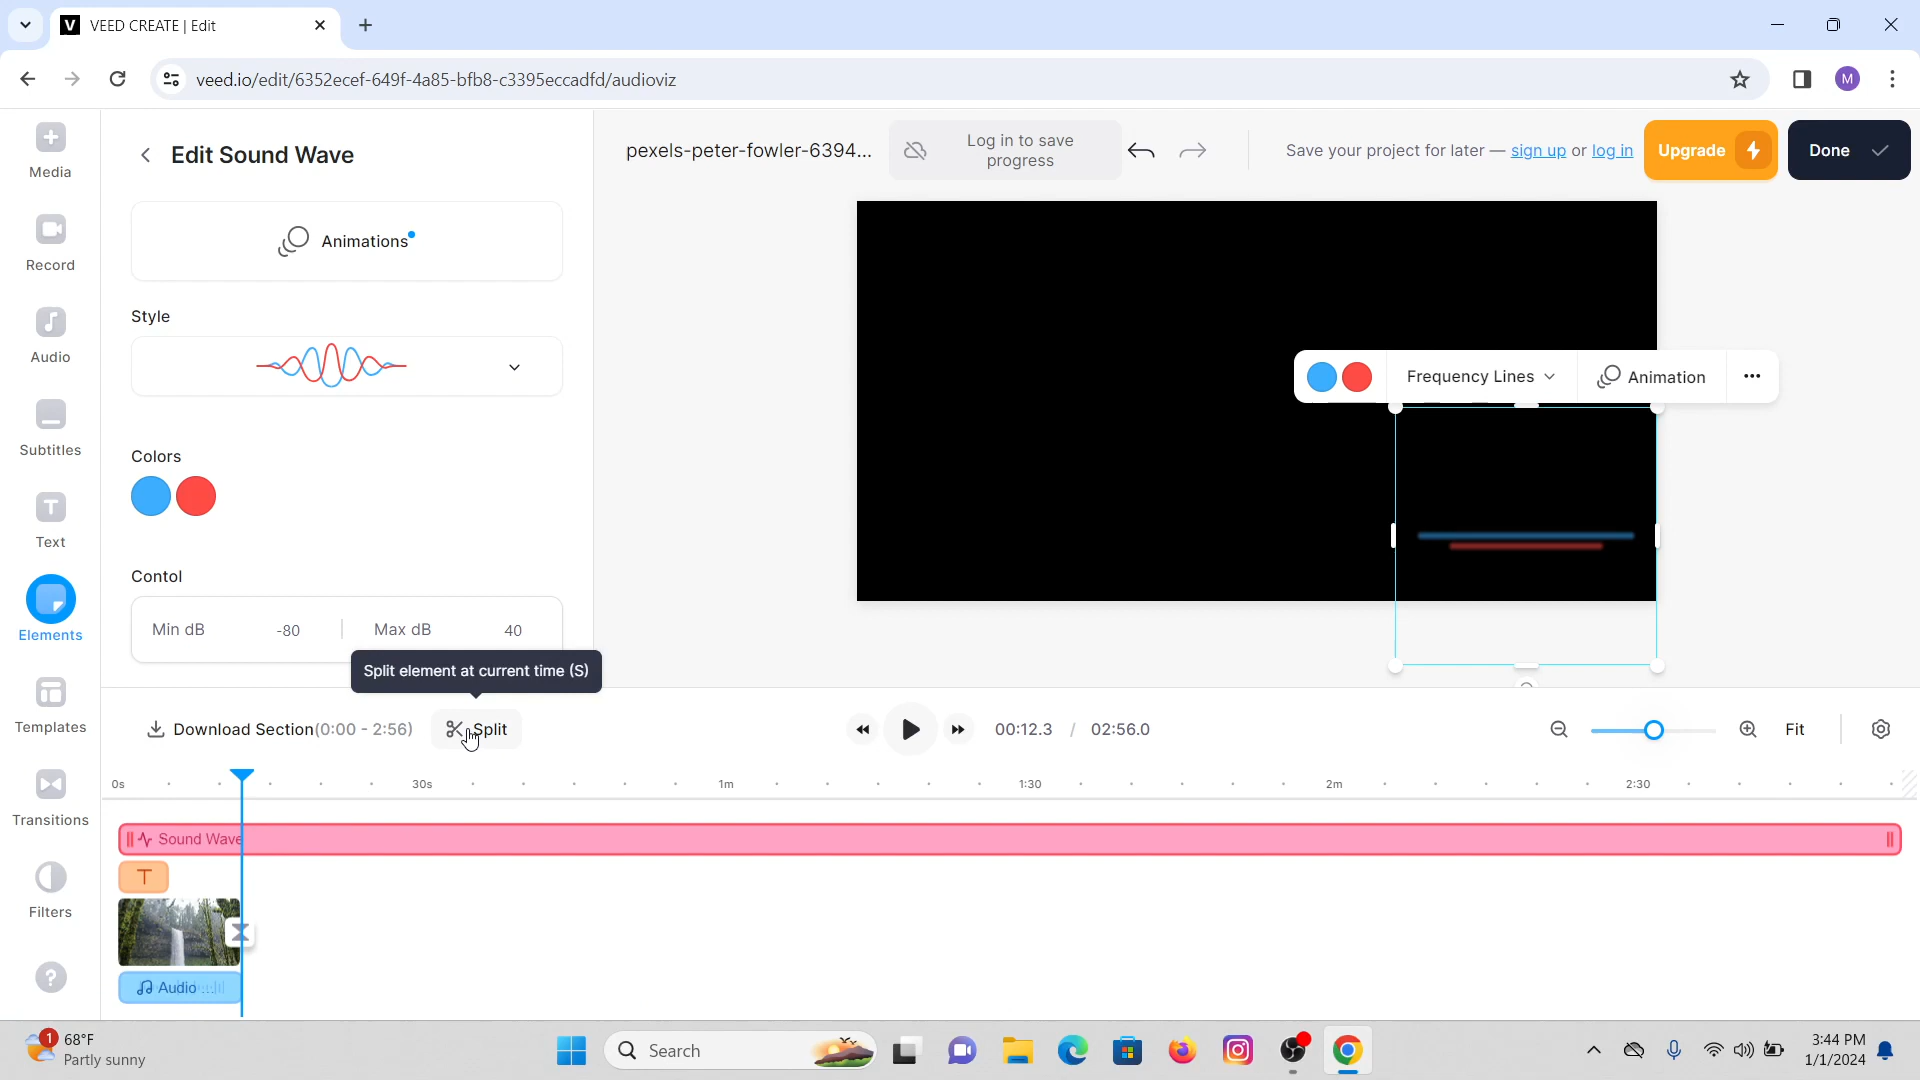 VEED CREATE | Edit
veed.io/edit/6352ecef-649f-4a85-bfb8-c3395eccadfd/audioviz
M
Media
Record
Audio
Subtitles
Text
Elements
Templates
Transitions
Filters
Edit Sound Wave
Animations
Style
Colors
Contol
Min dB -80 Max dB 40
Split element at current time (S)
pexels-peter-fowler-6394...
Log in to save
progress
Save your project for later — sign up or log in
Upgrade
Done
Frequency Lines
Animation
Download Section(0:00 - 2:56)
Split
00:12.3 / 02:56.0
Fit
0s 30s 1m 1:30 2m 2:30
Sound Wave
T
Audio ...
1 68°F
Partly sunny
Search
3:44 PM
1/1/2024